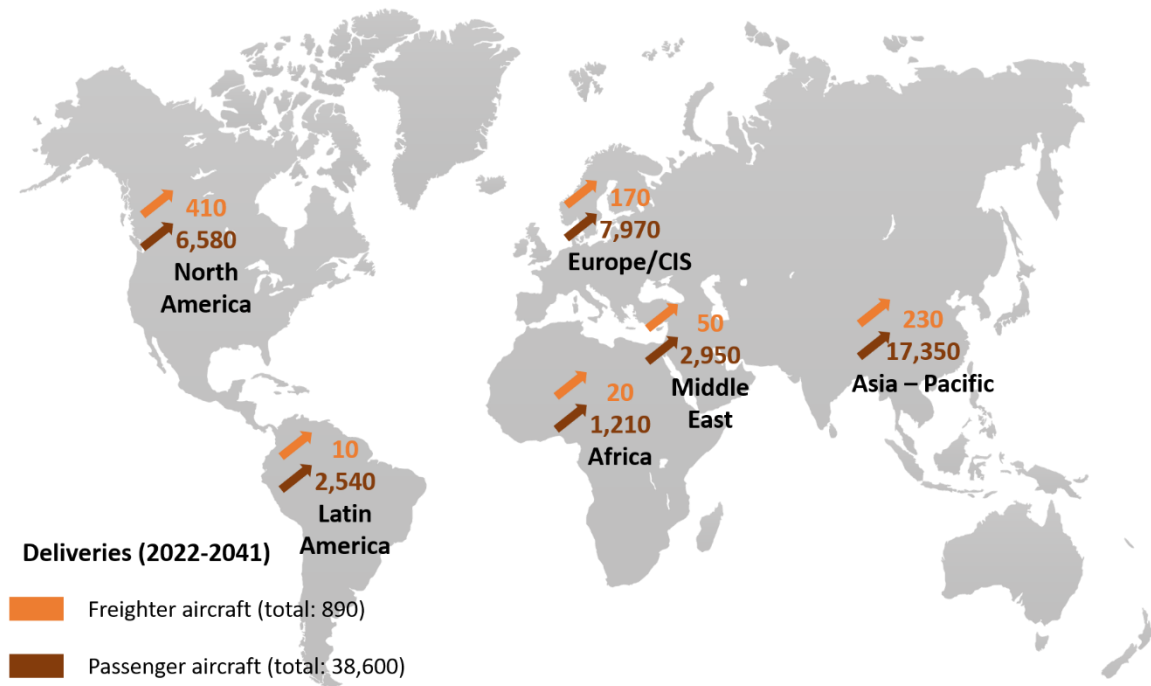 410
6,580
North
America
170
7,970
Europe/CIS
50
2,950
Middle
East
230
17,350
Asia – Pacific
20
1,210
Africa
10
2,540
Latin
America
Deliveries (2022-2041)
Freighter aircraft (total: 890)
Passenger aircraft (total: 38,600)